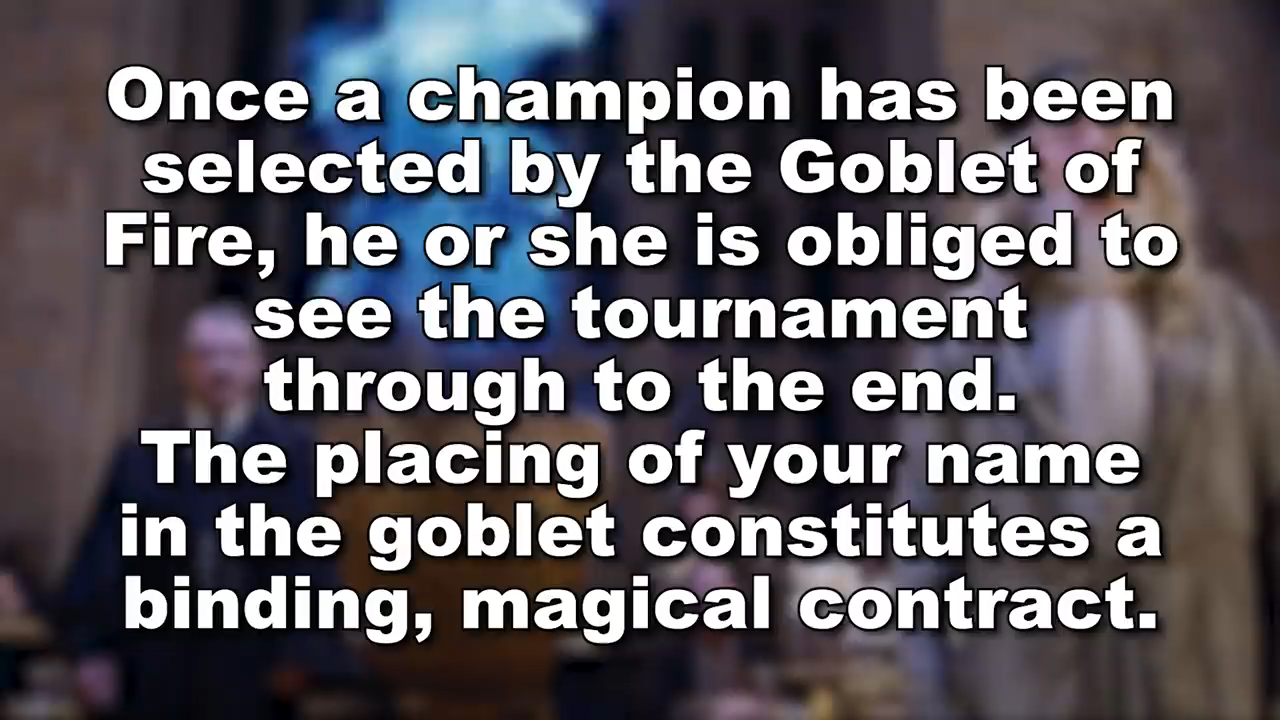 Once a champion has been
selected by the Goblet of
Fire, he or she is obliged to
see the tournament
through to the end.
The placing of your name
in the goblet constitutes a
binding, magical contract.